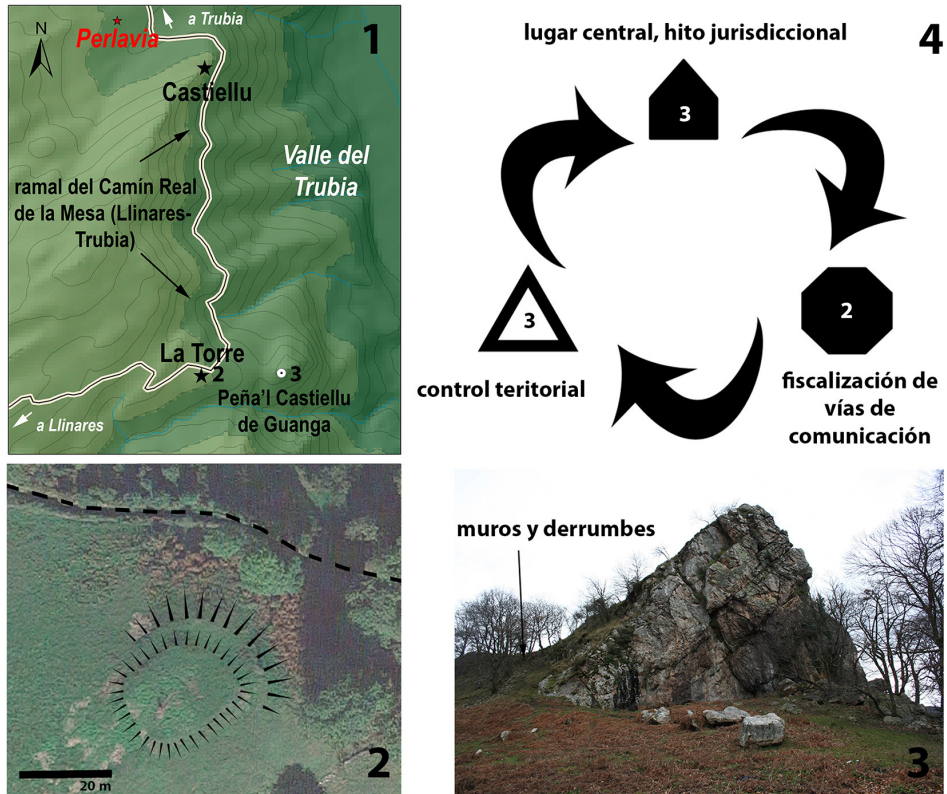 N
a Trubia
Perlavia
1
Castiellu
Valle del
Trubia
ramal del Camín Real
de la Mesa (Llinares-
Trubia)
La Torre
2
3
Peña'l Castiellu
de Guanga
a Llinares
4
lugar central, hito jurisdiccional
3
2
3
control teritorial
fiscalización de
vías de
comunicación
20 m
2
muros y derrumbes
3